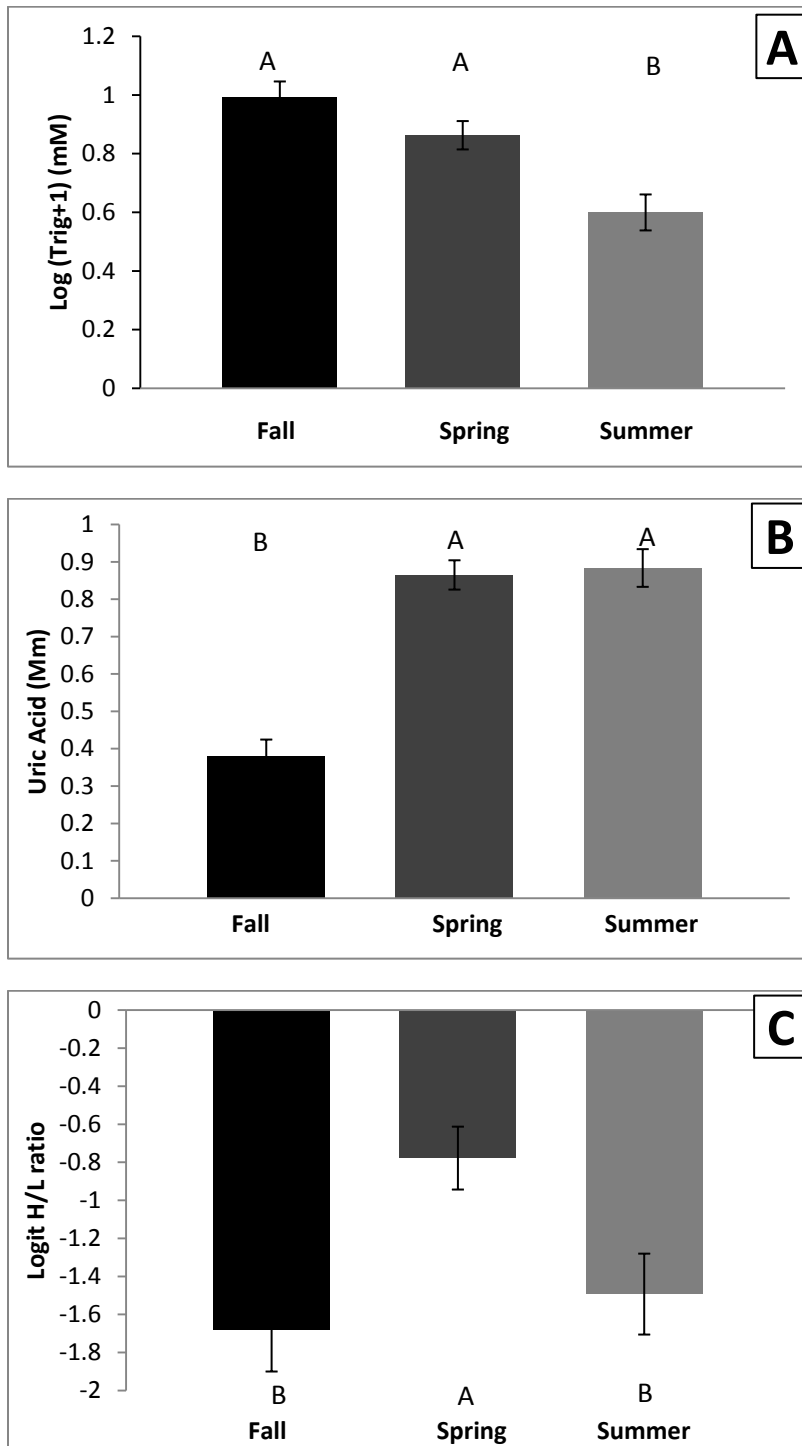 A
Log (Trig+1) (mM)
1.2
1
0.8
0.6
0.4
0.2
0
A
A
B
Fall Spring Summer
B
Uric Acid (Mm)
1
0.9
0.8
0.7
0.6
0.5
0.4
0.3
0.2
0.1
0
B
A
A
Fall Spring Summer
C
Logit H/L ratio
0
-0.2
-0.4
-0.6
-0.8
-1
-1.2
-1.4
-1.6
-1.8
-2
B
A
B
Fall Spring Summer